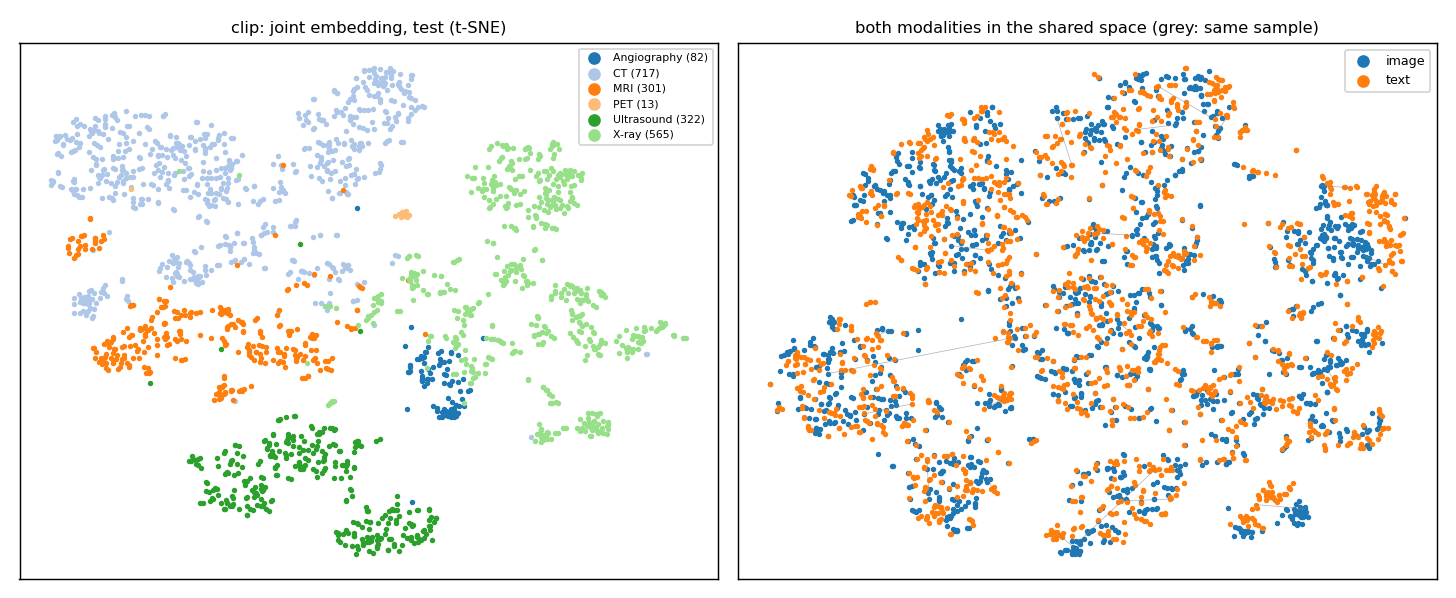 clip: joint embedding, test (t-SNE)
Angiography (82)
CT (717)
MRI (301)
PET (13)
Ultrasound (322)
X-ray (565)
both modalities in the shared space (grey: same sample)
image
text